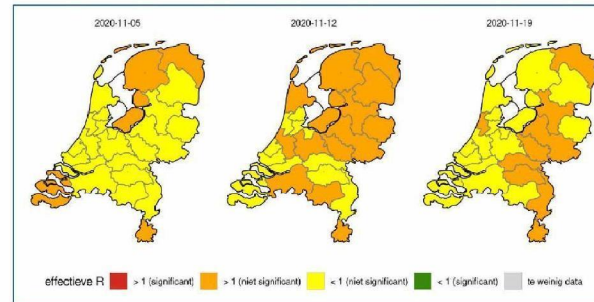 2020-11-05 2020-11-12 2020-11-19
effectieve R > 1 (significant) > 1 (niet significant) < 1 (niet significant) < 1 (significant) te weinig data